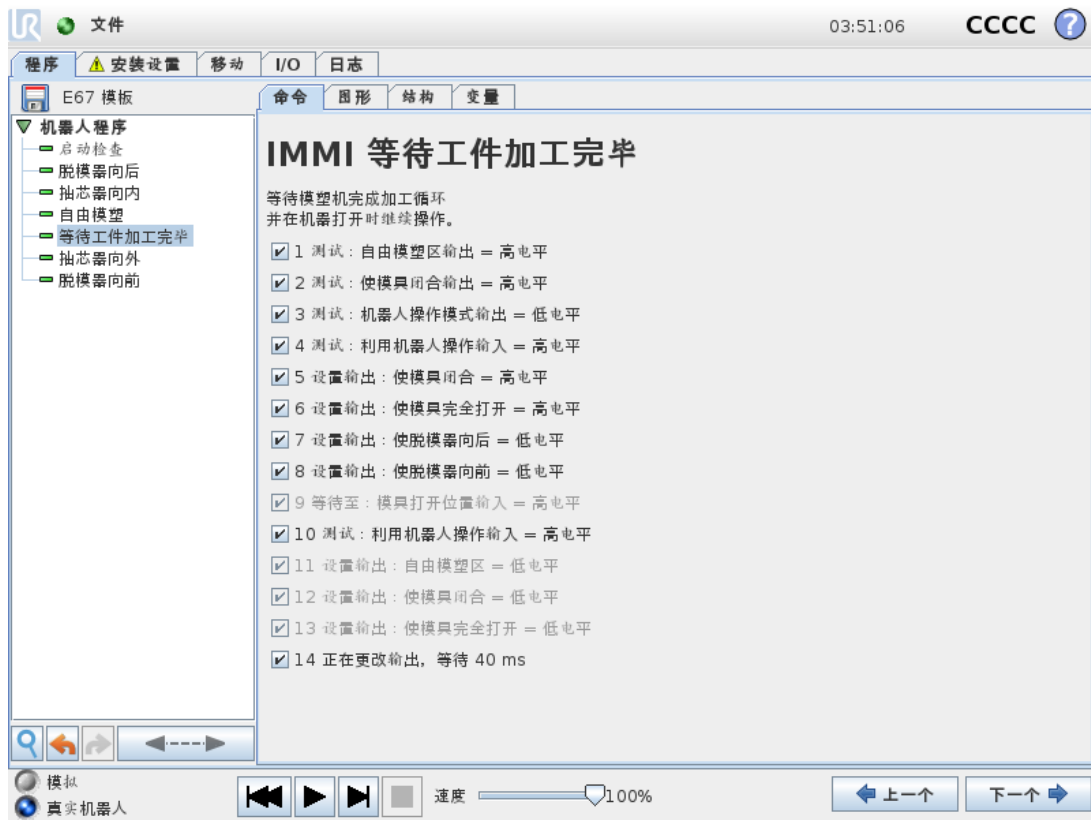 UR 文件 03:51:06 CCCC ?
程序 安装设置 移动 I/O 日志
E67 模板 命令 图形 结构 变量
机器人程序
启动检查
脱模器向后
抽芯器向内
自由模塑
等待工件加工完毕
抽芯器向外
脱模器向前
IMMI 等待工件加工完毕
等待模塑机完成加工循环
并在机器打开时继续操作。
1 测试：自由模塑区输出 = 高电平
2 测试：使模具闭合输出 = 高电平
3 测试：机器人操作模式输出 = 低电平
4 测试：利用机器人操作输入 = 高电平
5 设置输出：使模具闭合 = 高电平
6 设置输出：使模具完全打开 = 高电平
7 设置输出：使脱模器向后 = 低电平
8 设置输出：使脱模器向前 = 低电平
9 等待至：模具打开位置输入 = 高电平
10 测试：利用机器人操作输入 = 高电平
11 设置输出：自由模塑区 = 低电平
12 设置输出：使模具闭合 = 低电平
13 设置输出：使模具完全打开 = 低电平
14 正在更改输出，等待 40 ms
模拟
真实机器人
速度 100% 上一个 下一个